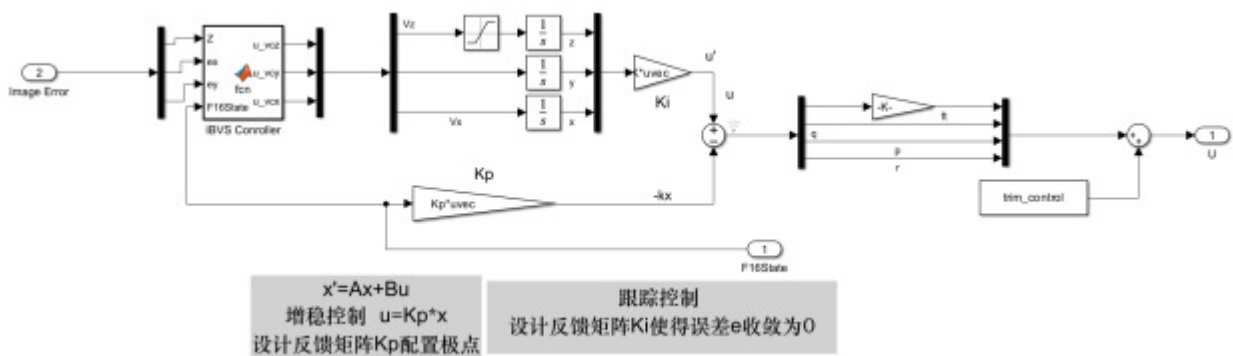 2
Image Error
Z
ex
ey
F16State
fcn
u_vcz
u_vcy
u_vcx
IBVS Conroller
Vz
Vx
1
s
z
1
s
y
1
s
x
K*uvec
Ki
u'
u
+
−
Kp
Kp*uvec
-kx
1
F16State
-K-
ft
q
p
r
trim_control
+
+
1
U
x'=Ax+Bu
增稳控制 u=Kp*x
设计反馈矩阵Kp配置极点
跟踪控制
设计反馈矩阵Ki使得误差e收敛为0